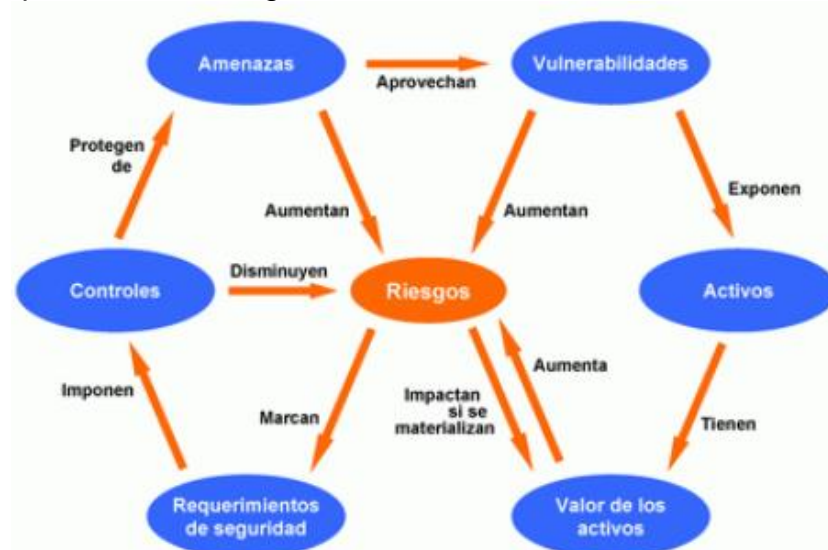 Amenazas
Aprovechan
Vulnerabilidades
Protegen
de
Aumentan
Aumentan
Exponen
Controles
Disminuyen
Riesgos
Activos
Imponen
Marcan
Impactan
si se
materializan
Aumenta
Tienen
Requerimientos
de seguridad
Valor de los
activos